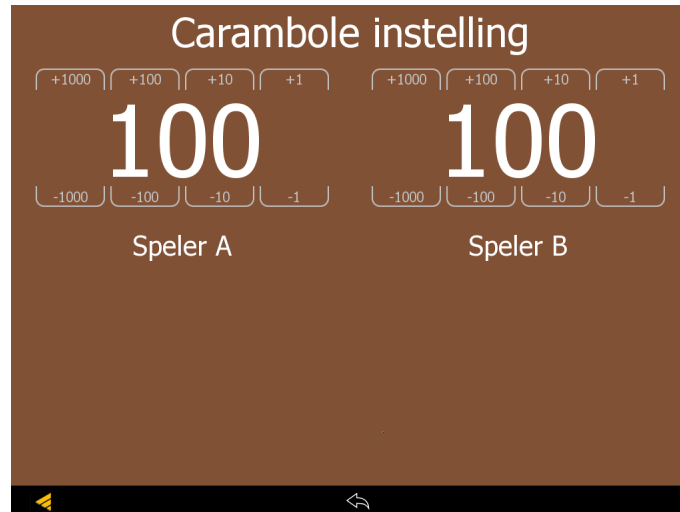 Carambole instelling
+1000 +100 +10 +1 +1000 +100 +10 +1
100 100
-1000 -100 -10 -1 -1000 -100 -10 -1
Speler A Speler B